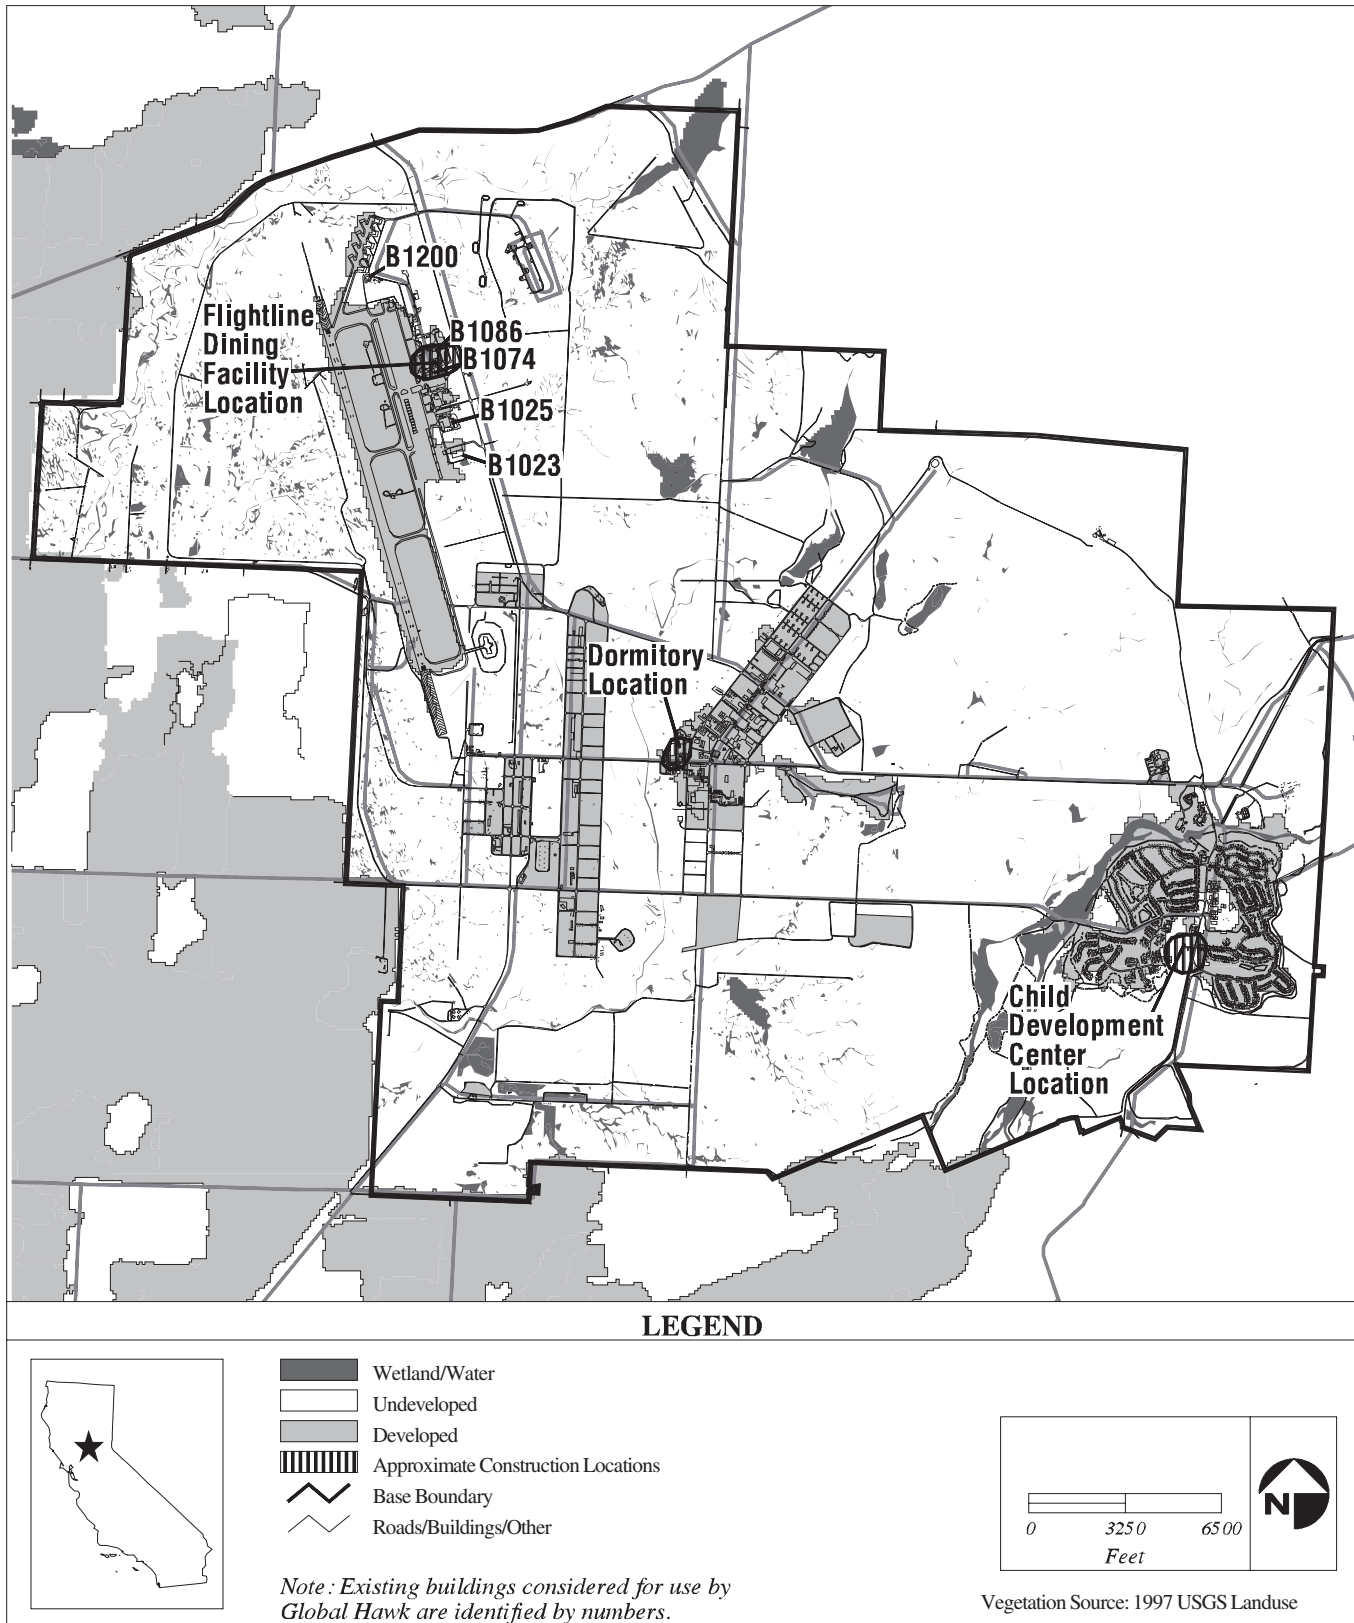 B1200
Flightline
Dining
Facility
Location
B1086
B1074
B1025
B1023
Dormitory
Location
Child
Development
Center
Location
LEGEND
Wetland/Water
Undeveloped
Developed
Approximate Construction Locations
Base Boundary
Roads/Buildings/Other
Note: Existing buildings considered for use by
Global Hawk are identified by numbers.
0 3250 6500
Feet
N
Vegetation Source: 1997 USGS Landuse